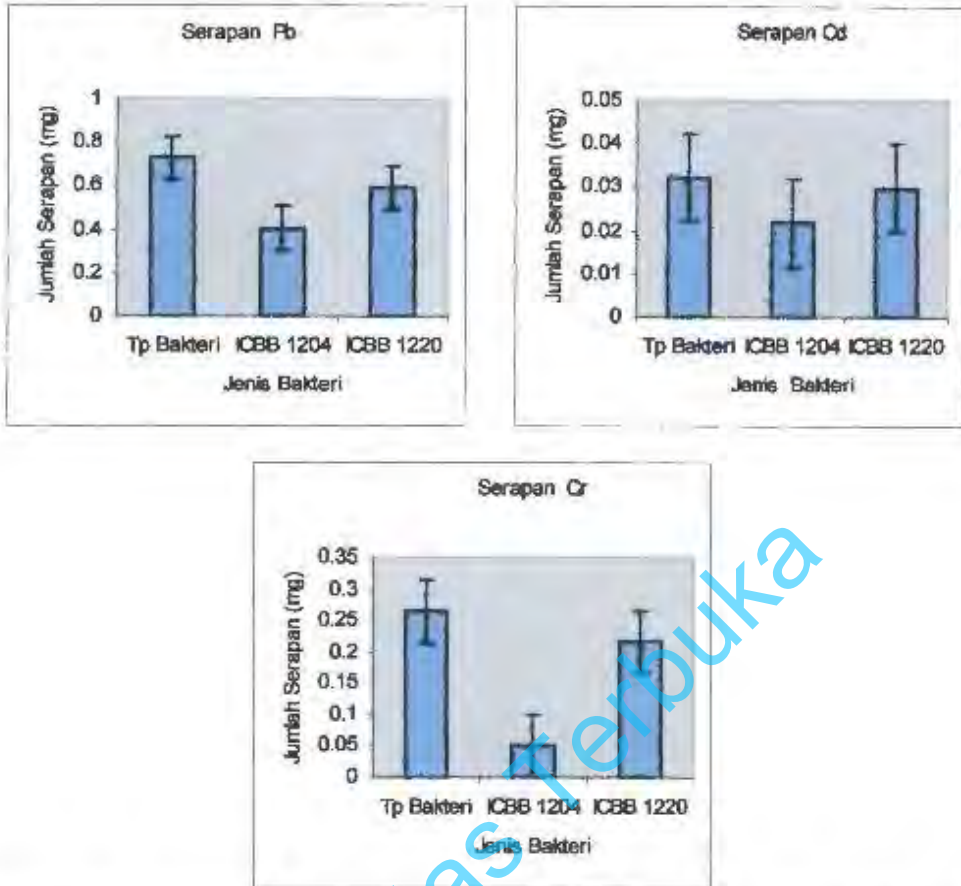 Serapan Pb
Jumlah Serapan (mg)
1
0.8
0.6
0.4
0.2
0
Tp Bakteri ICBB 1204 ICBB 1220
Jenis Bakteri
Serapan Cd
Jumlah Serapan (mg)
0.05
0.04
0.03
0.02
0.01
0
Tp Bakteri ICBB 1204 ICBB 1220
Jenis Bakteri
Serapan Cr
Jumlah Serapan (mg)
0.35
0.3
0.25
0.2
0.15
0.1
0.05
0
Tp Bakteri ICBB 1204 ICBB 1220
Jenis Bakteri
as Terbuka